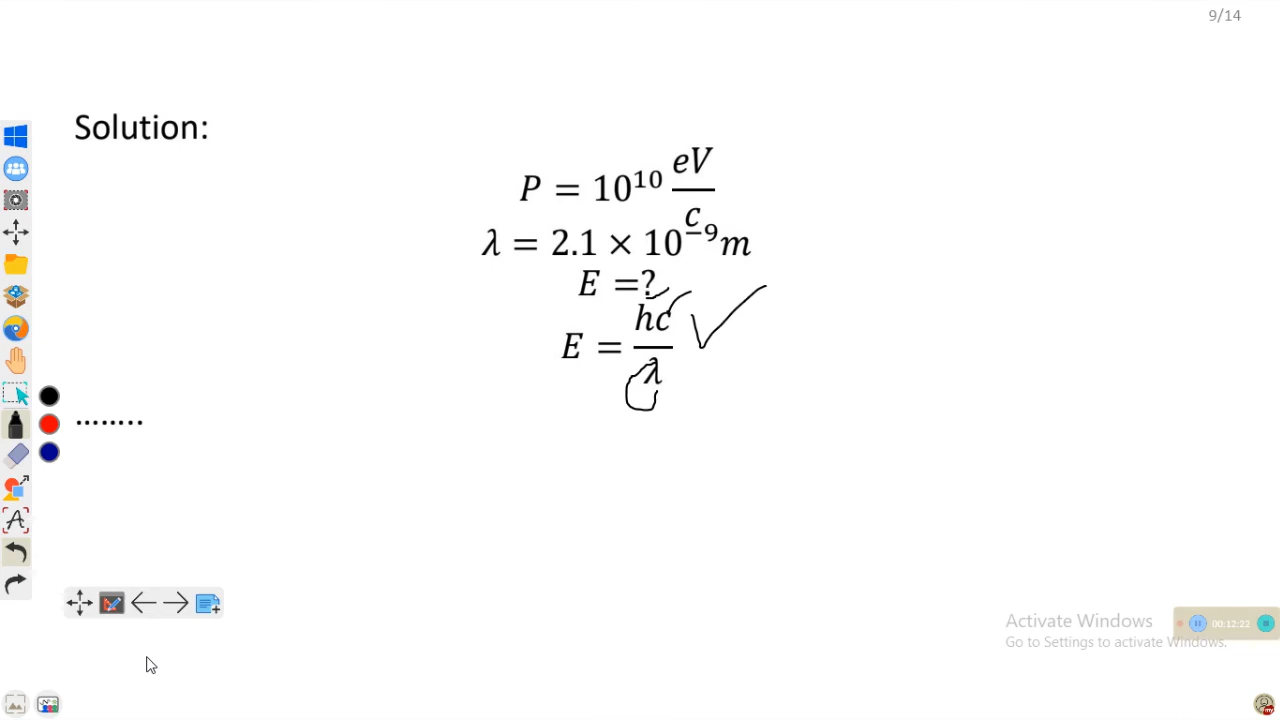 9/14
Solution:
P = 10¹⁰ eV/c
λ = 2.1 × 10⁻⁹m
E =?
E = hc/λ
........
Activate Windows
00:12:22
Go to Settings to activate Windows.